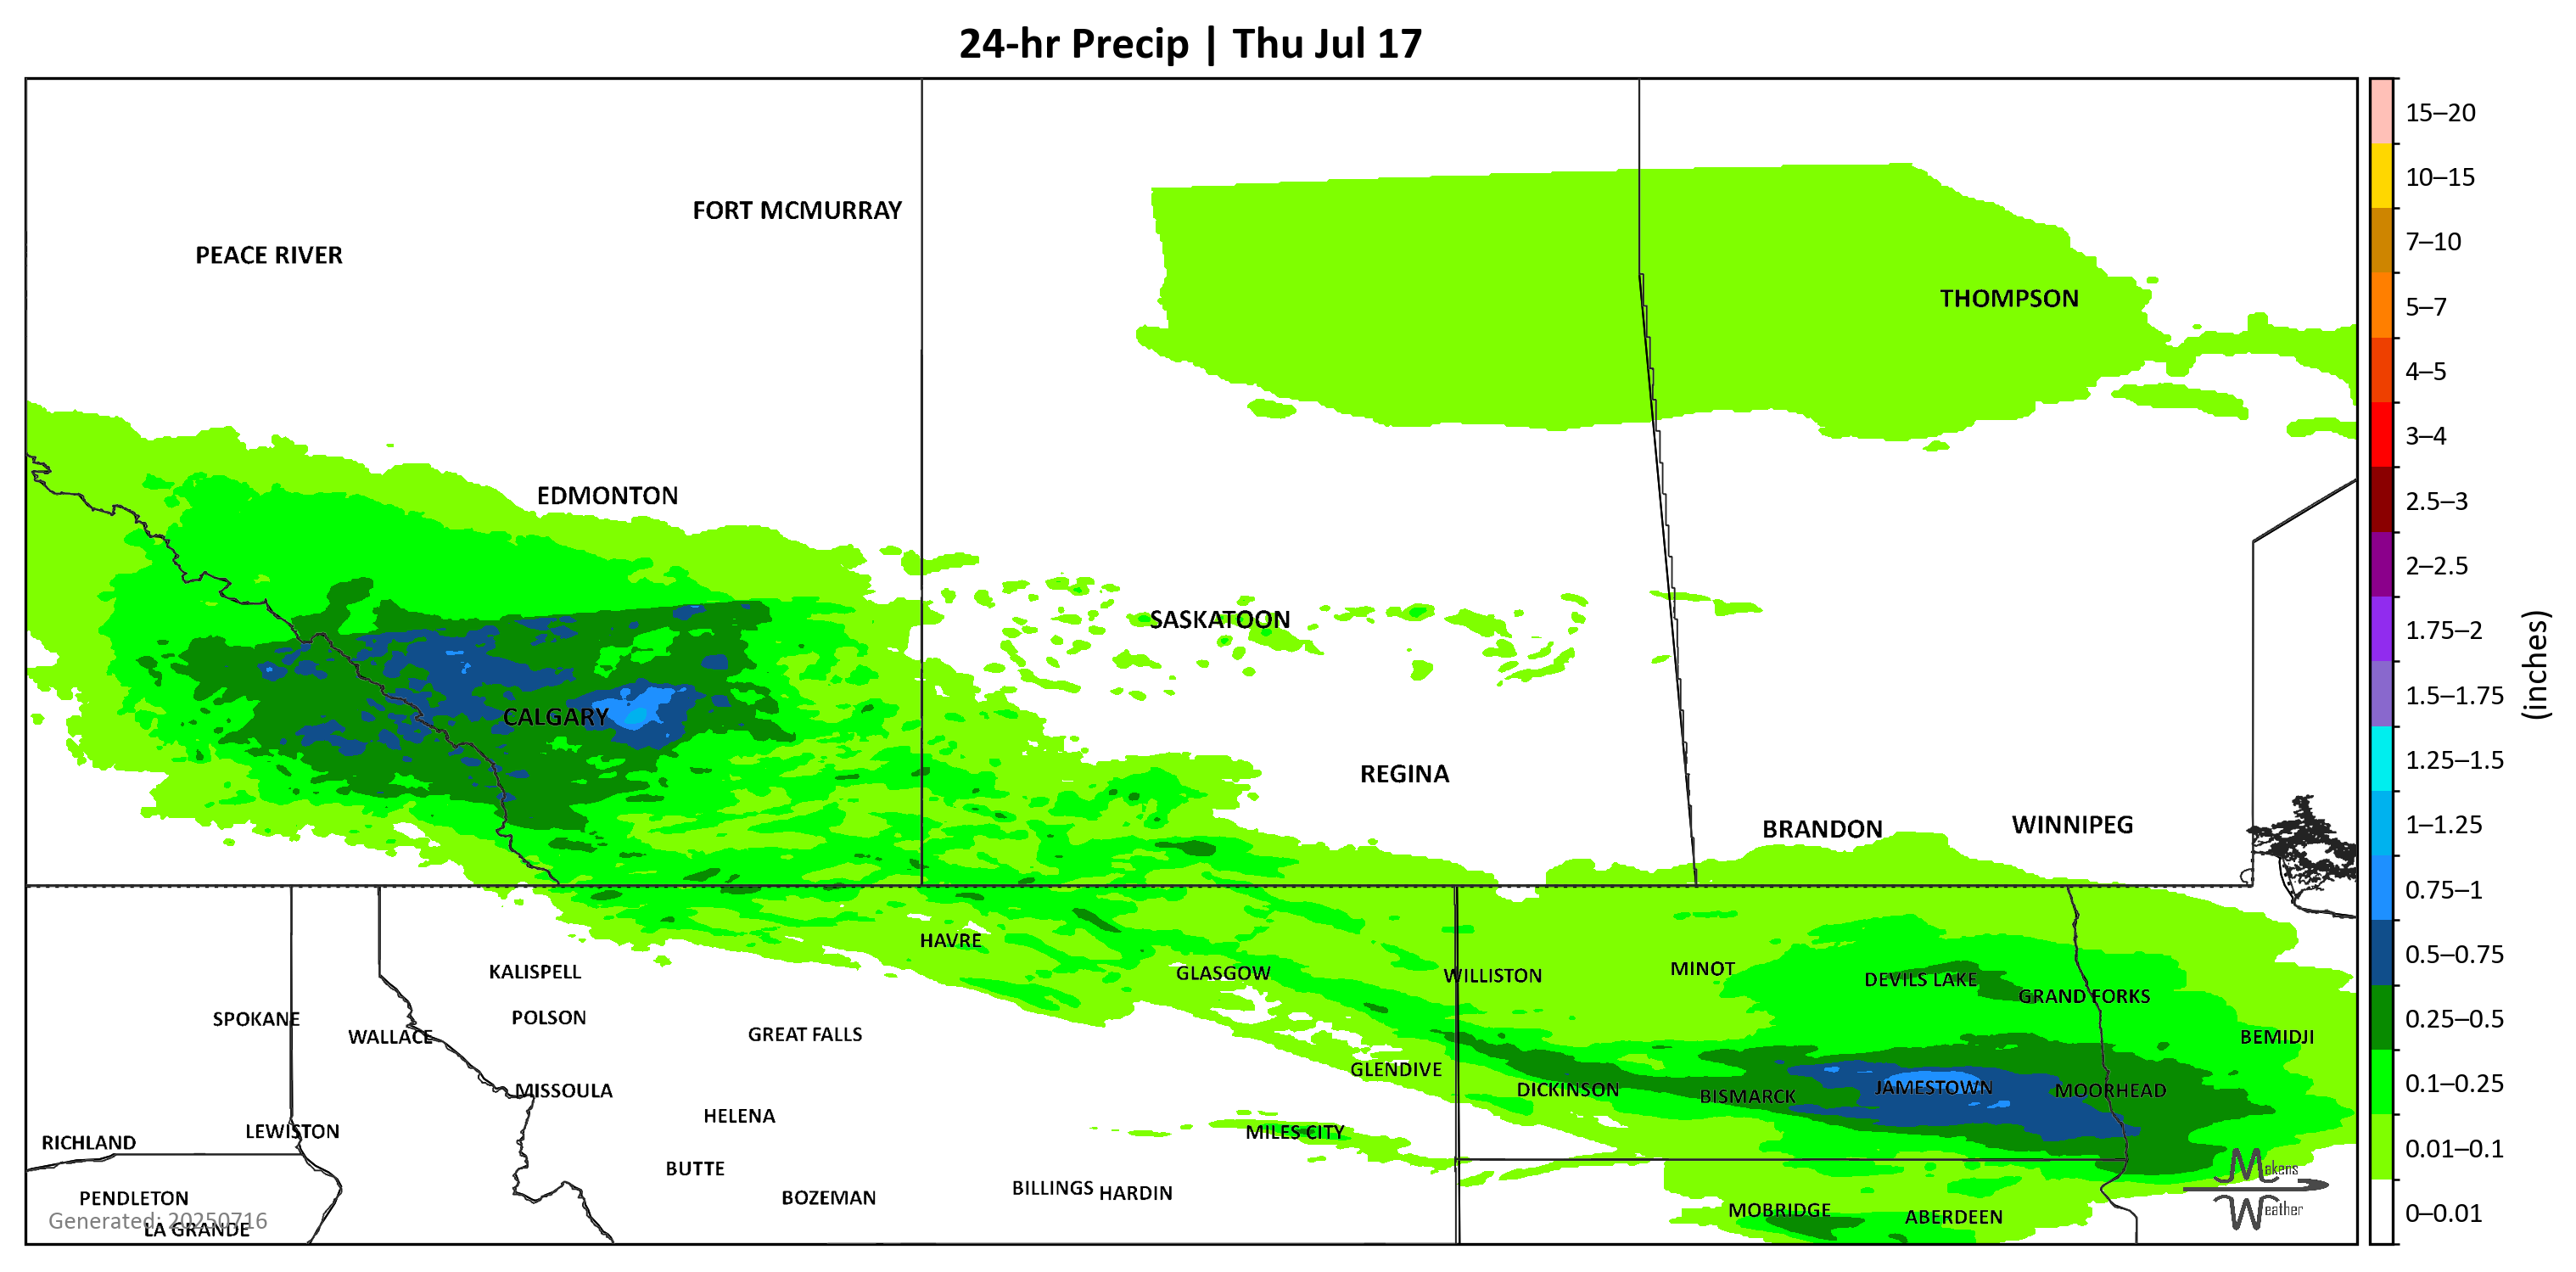 24-hr Precip | Thu Jul 17
FORT MCMURRAY
PEACE RIVER
THOMPSON
EDMONTON
SASKATOON
CALGARY
REGINA
BRANDON
WINNIPEG
HAVRE
KALISPELL
GLASGOW
WILLISTON
MINOT
DEVILS LAKE
GRAND FORKS
SPOKANE
POLSON
WALLACE
GREAT FALLS
BEMIDJI
GLENDIVE
MISSOULA
DICKINSON
BISMARCK
JAMESTOWN
MOORHEAD
HELENA
RICHLAND
LEWISTON
MILES CITY
BUTTE
PENDLETON
BOZEMAN
BILLINGS
HARDIN
MOBRIDGE
ABERDEEN
Generated: 20250716
LA GRANDE
Makens
Weather
15–20
10–15
7–10
5–7
4–5
3–4
2.5–3
2–2.5
1.75–2
1.5–1.75
1.25–1.5
1–1.25
0.75–1
0.5–0.75
0.25–0.5
0.1–0.25
0.01–0.1
0–0.01
(inches)